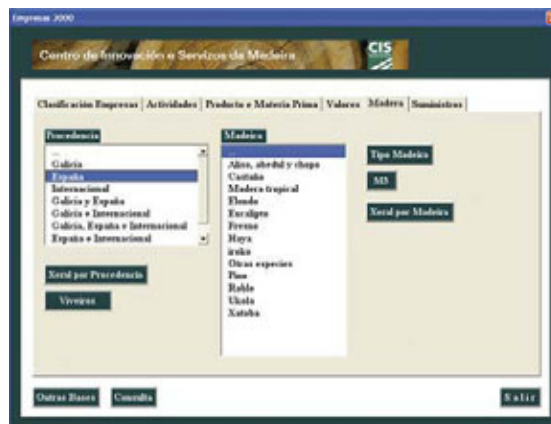 Empresas 2000
Centro de Innovación e Servizos da Madeira
CIS
Clasificación Empresas
Actividades
Producto e Materia Prima
Valores
Madera
Suministros
Procedencia
...
Galicia
España
Internacional
Galicia y España
Galicia e Internacional
Galicia, España e Internacional
España e Internacional
Xeral por Procedencia
Viveiros
Madeira
...
Aliso, abedul y chopo
Castaño
Madera tropical
Elondo
Eucalipto
Fresno
Haya
iroko
Otras especies
Pino
Roble
Ukola
Xatoba
Tipo Madeira
M3
Xeral por Madeira
Outras Bases
Consulta
Salir